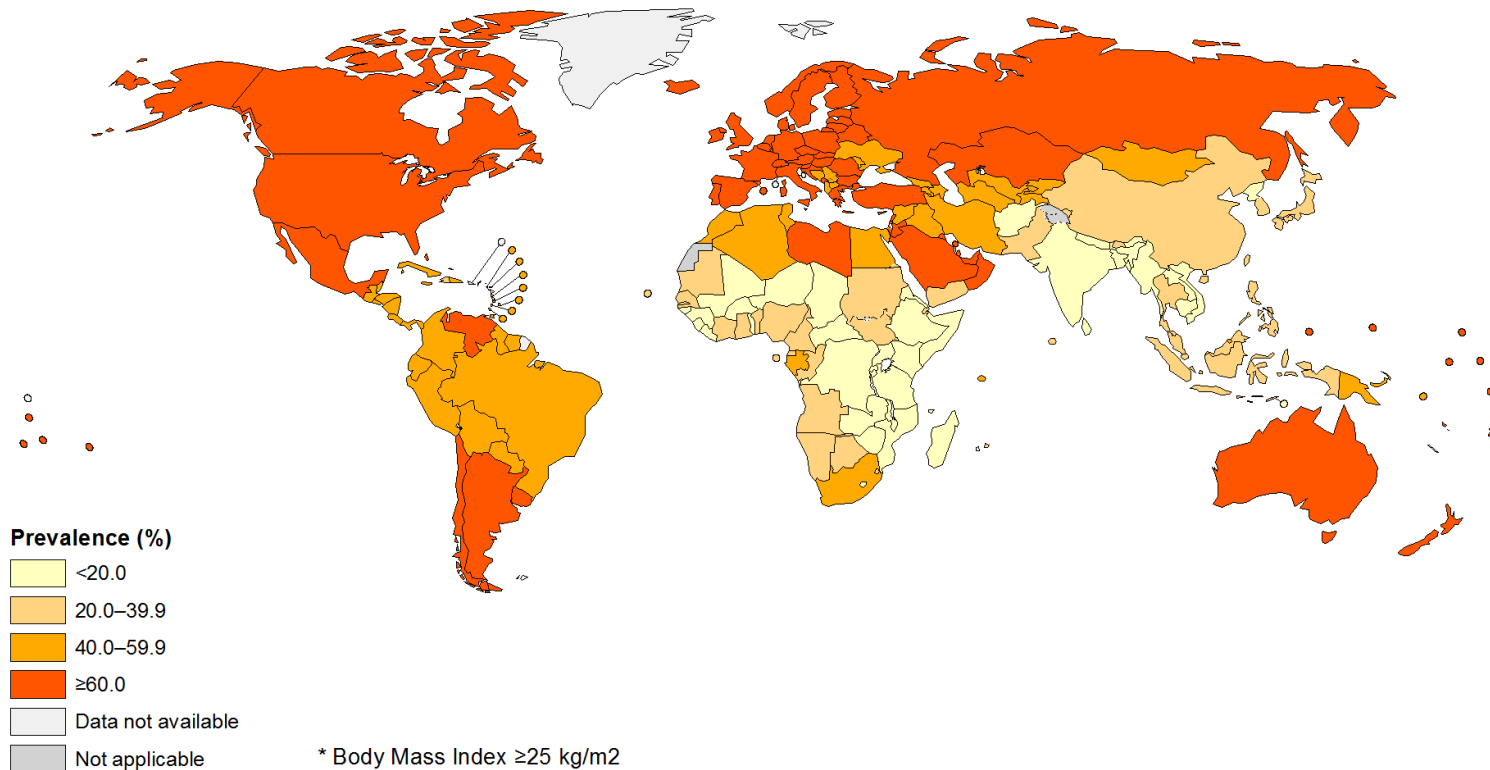 Prevalence (%)
<20.0
20.0–39.9
40.0–59.9
≥60.0
Data not available
Not applicable
* Body Mass Index ≥25 kg/m2